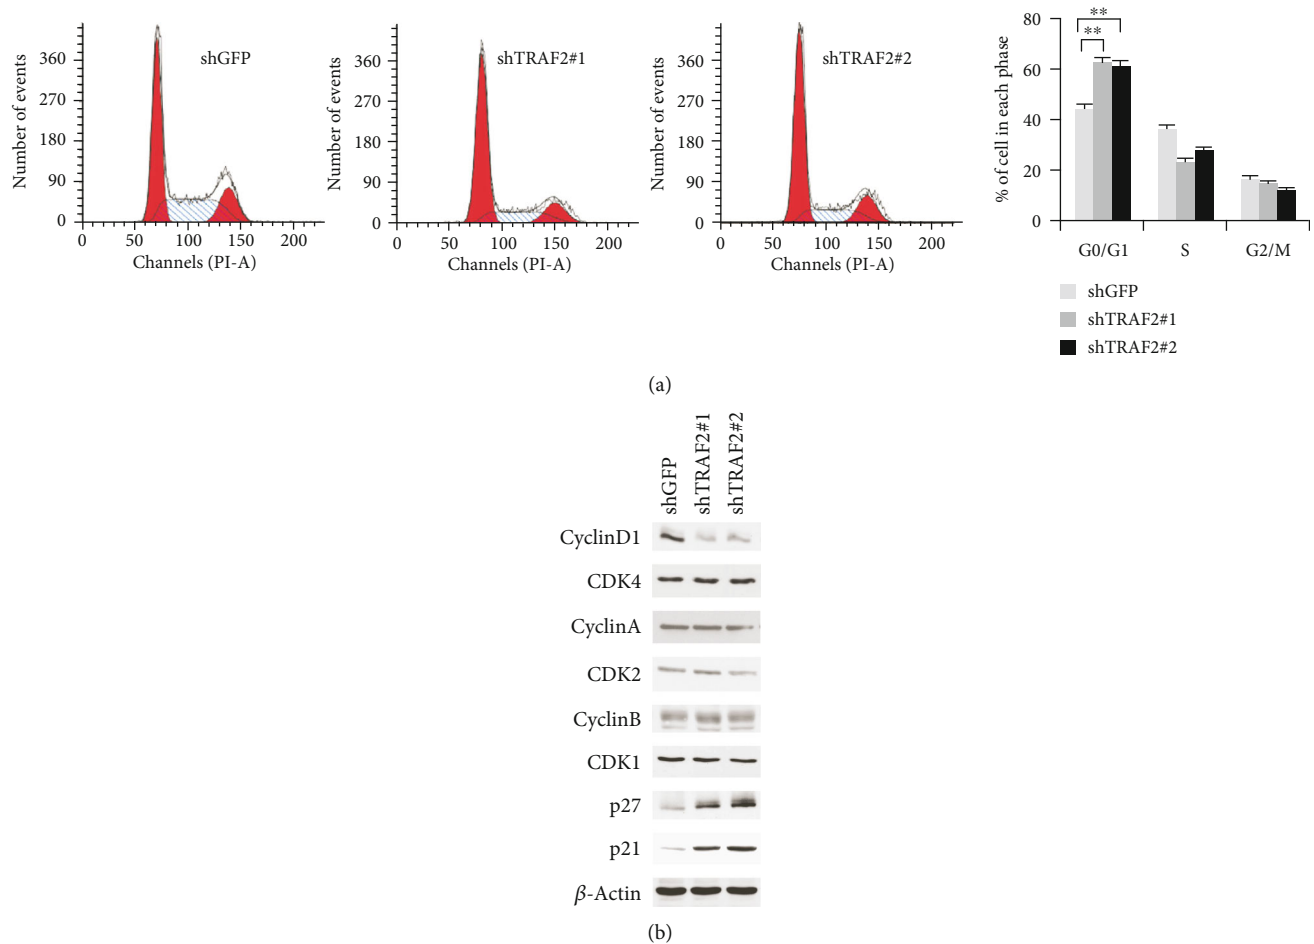 shGFP
Number of events
360
270
180
90
0
0 50 100 150 200
Channels (PI-A)
shTRAF2#1
Number of events
360
270
180
90
0
0 50 100 150 200
Channels (PI-A)
shTRAF2#2
Number of events
360
270
180
90
0
0 50 100 150 200
Channels (PI-A)
% of cell in each phase
80
60
40
20
0
**
**
G0/G1 S G2/M
shGFP
shTRAF2#1
shTRAF2#2
(a)
shGFP
shTRAF2#1
shTRAF2#2
CyclinD1
CDK4
CyclinA
CDK2
CyclinB
CDK1
p27
p21
β-Actin
(b)